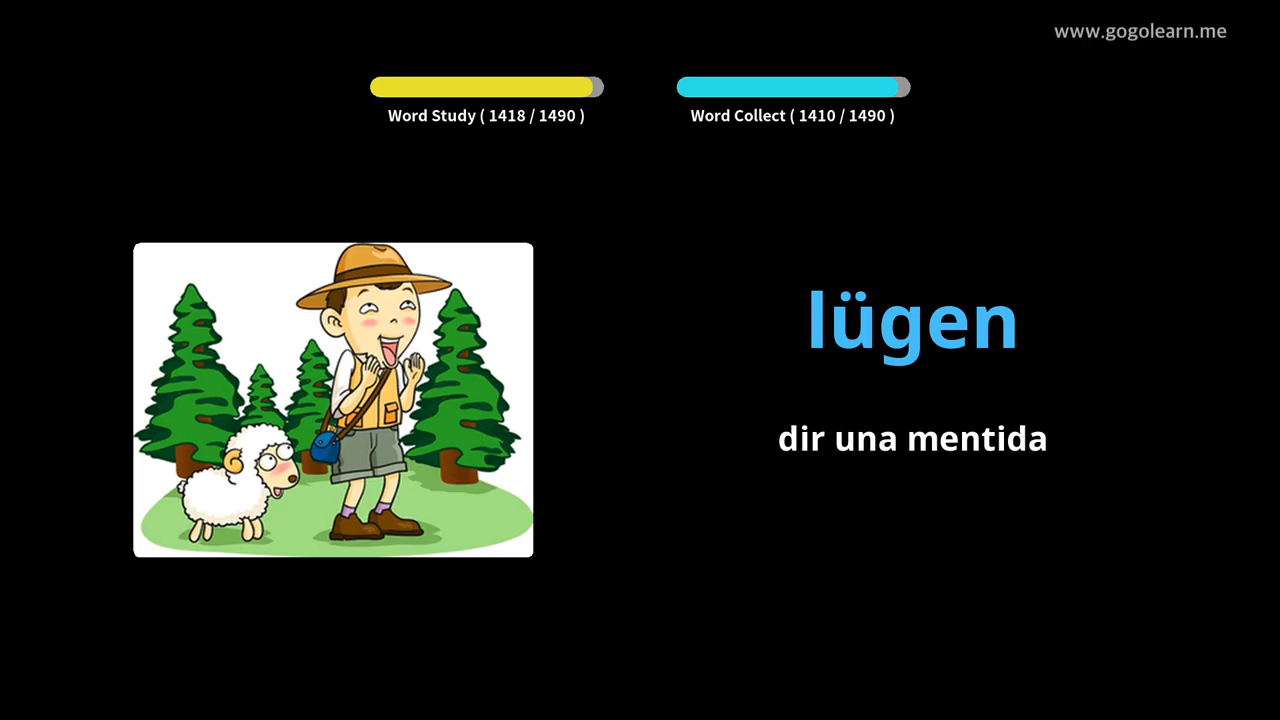 www.gogolearn.me
Word Study ( 1418 / 1490 )
Word Collect ( 1410 / 1490 )
lügen
dir una mentida